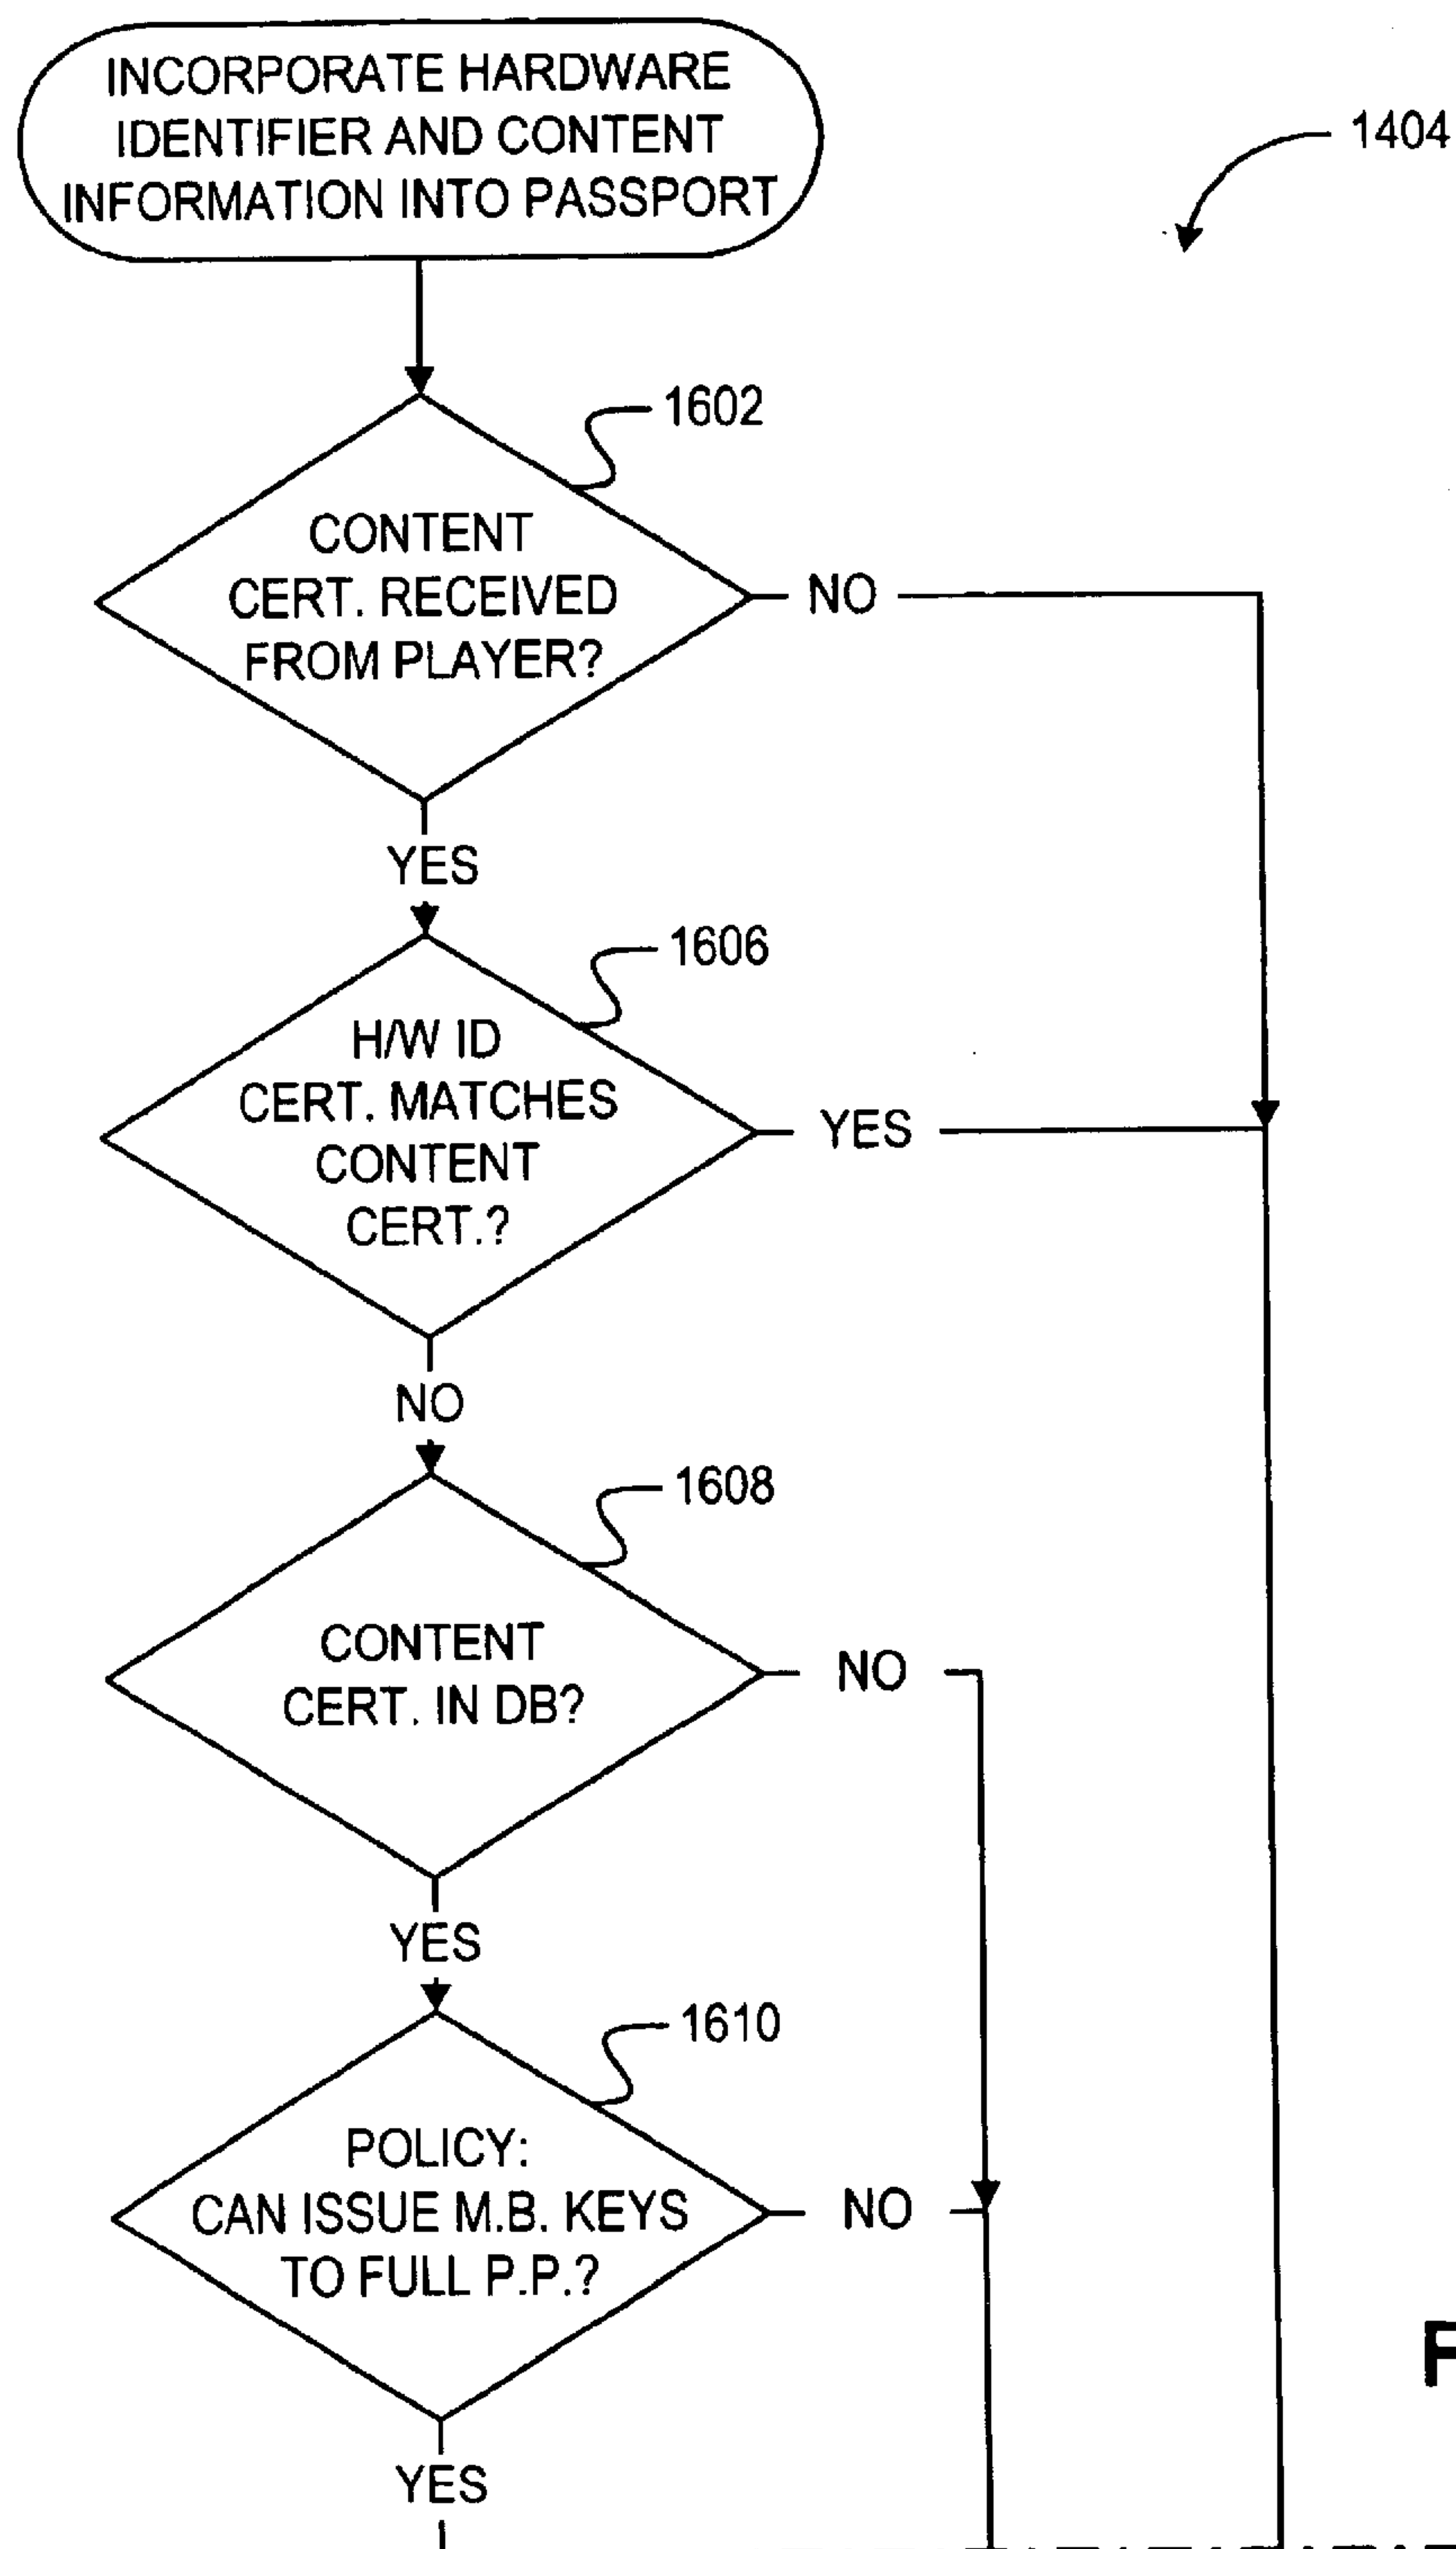 INCORPORATE HARDWARE
IDENTIFIER AND CONTENT
INFORMATION INTO PASSPORT
1404
1602
CONTENT
CERT. RECEIVED
FROM PLAYER?
NO
YES
1606
H/W ID
CERT. MATCHES
CONTENT
CERT.?
YES
NO
1608
CONTENT
CERT. IN DB?
NO
YES
1610
POLICY:
CAN ISSUE M.B. KEYS
TO FULL P.P.?
NO
YES